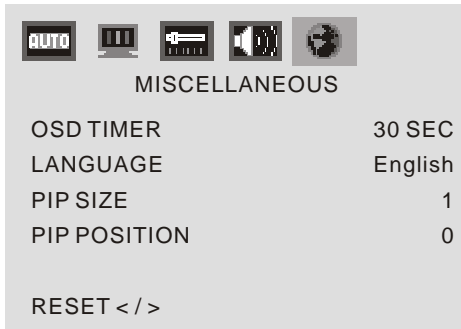 AUTO
MISCELLANEOUS
OSD TIMER 30 SEC
LANGUAGE English
PIP SIZE 1
PIP POSITION 0
RESET < / >